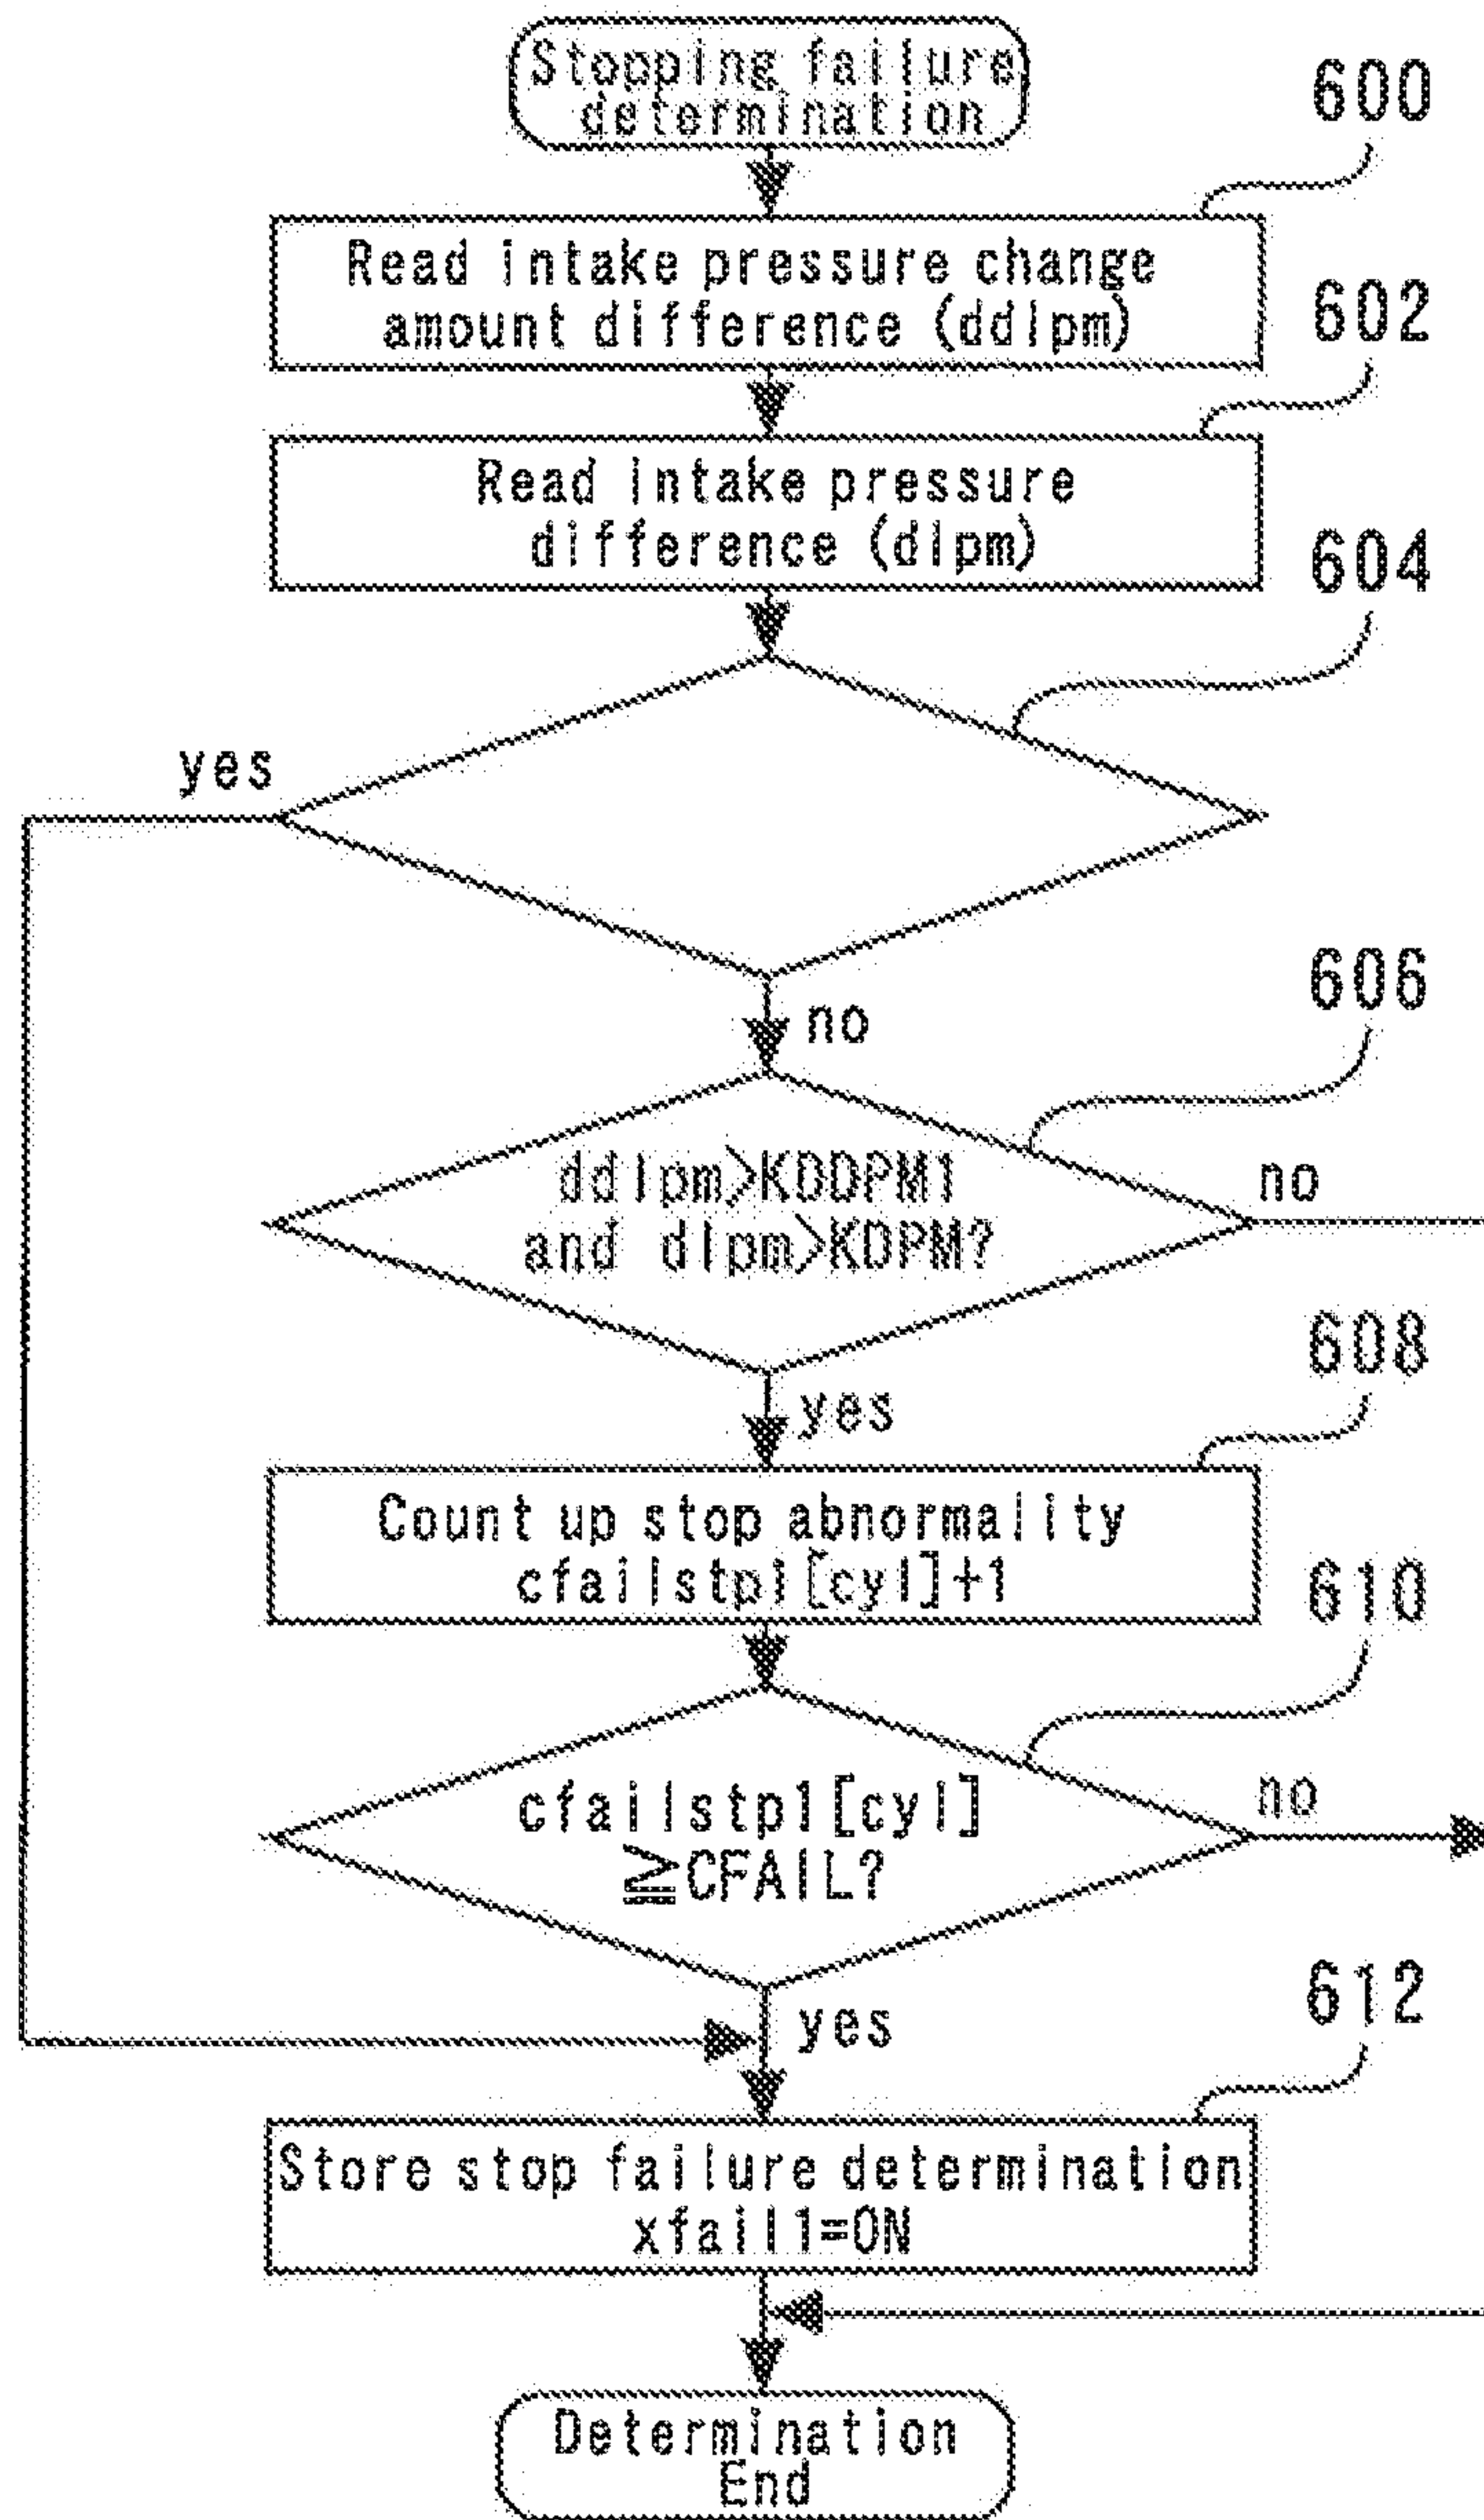 Stopping failure
determination
600
Read intake pressure change
amount difference (ddlpm)
602
Read intake pressure
difference (dlpm)
604
yes
no
606
ddlpm>KDDPM1
and dlpm>KDPM?
no
yes
608
Count up stop abnormality
cfailstp1[cyl]+1
610
cfailstp1[cyl]
≧CFAIL?
no
yes
612
Store stop failure determination
xfail1=ON
Determination
End